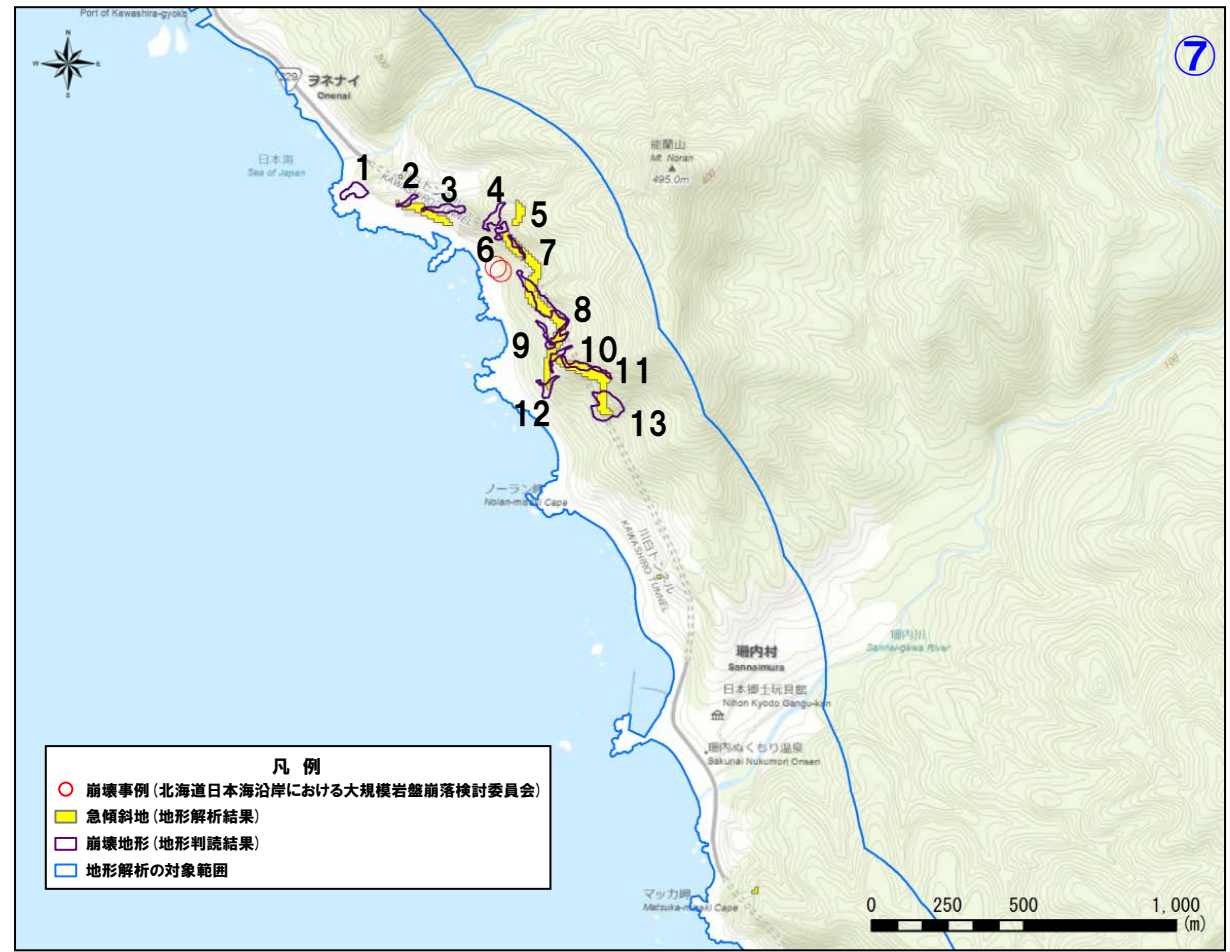 Port of Kawashira-gyoko
⑦
N
W
E
S
229
ヲネナイ
Onenai
200
日本海
Sea of Japan
能蘭山
Mt Noran
495.0m
400
KAWASHIRO TUNNEL
1
2
3
4
5
6
7
8
9
10
11
12
13
100
ノーラン岬
Nolan-misaki Cape
川白トンネル
KAWASHIRO TUNNEL
珊内村
Sannaimura
珊内川
Sannai-gawa River
日本郷土玩具館
Nihon Kyodo Gangu-kan
珊内ぬくもり温泉
Sakunai Nukumori Onsen
マッカ岬
Matsuka-misaki Cape
凡 例
崩壊事例(北海道日本海沿岸における大規模岩盤崩落検討委員会)
急傾斜地(地形解析結果)
崩壊地形(地形判読結果)
地形解析の対象範囲
0 250 500 1,000
(m)